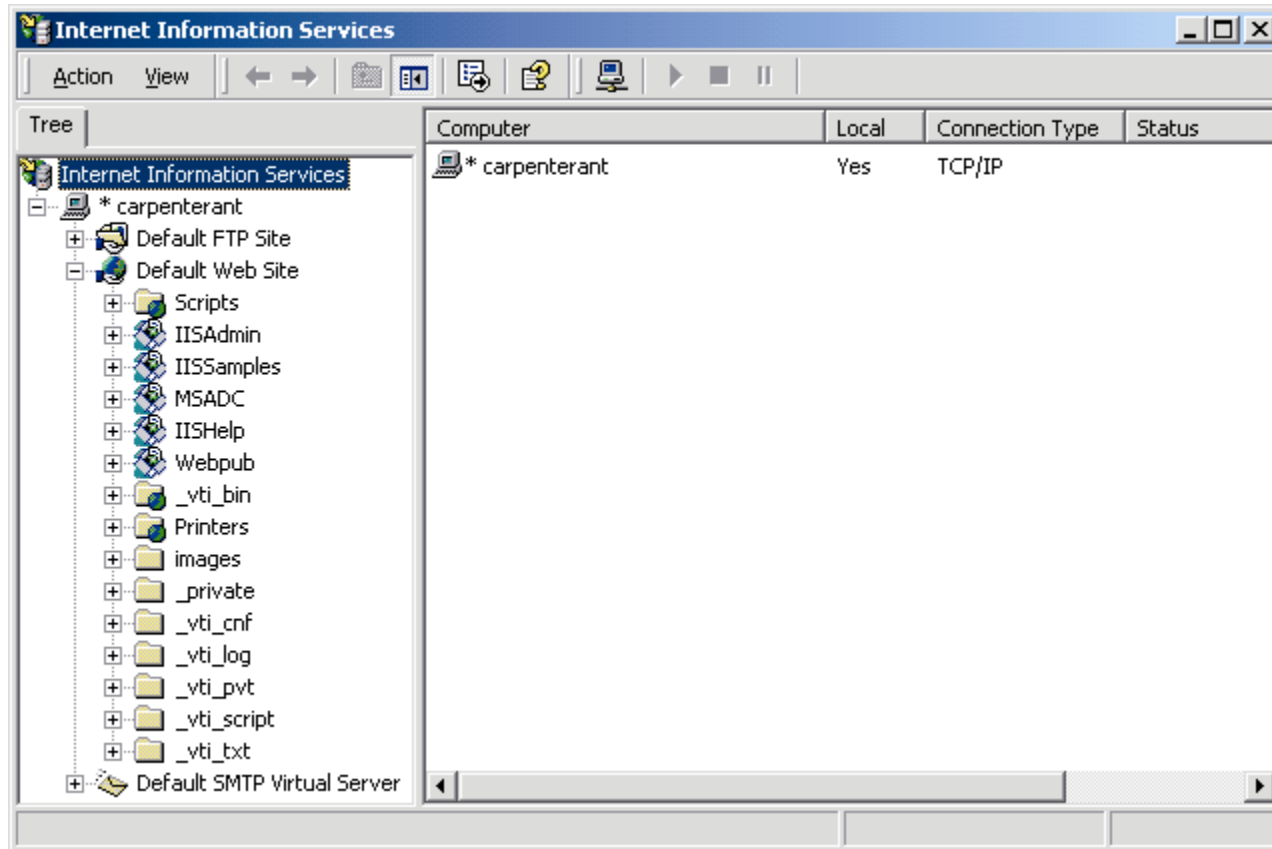 Internet Information Services
Action View
Tree
Computer Local Connection Type Status
Internet Information Services
* carpenterant
Default FTP Site
Default Web Site
Scripts
IISAdmin
IISSamples
MSADC
IISHelp
Webpub
_vti_bin
Printers
images
_private
_vti_cnf
_vti_log
_vti_pvt
_vti_script
_vti_txt
Default SMTP Virtual Server
* carpenterant Yes TCP/IP